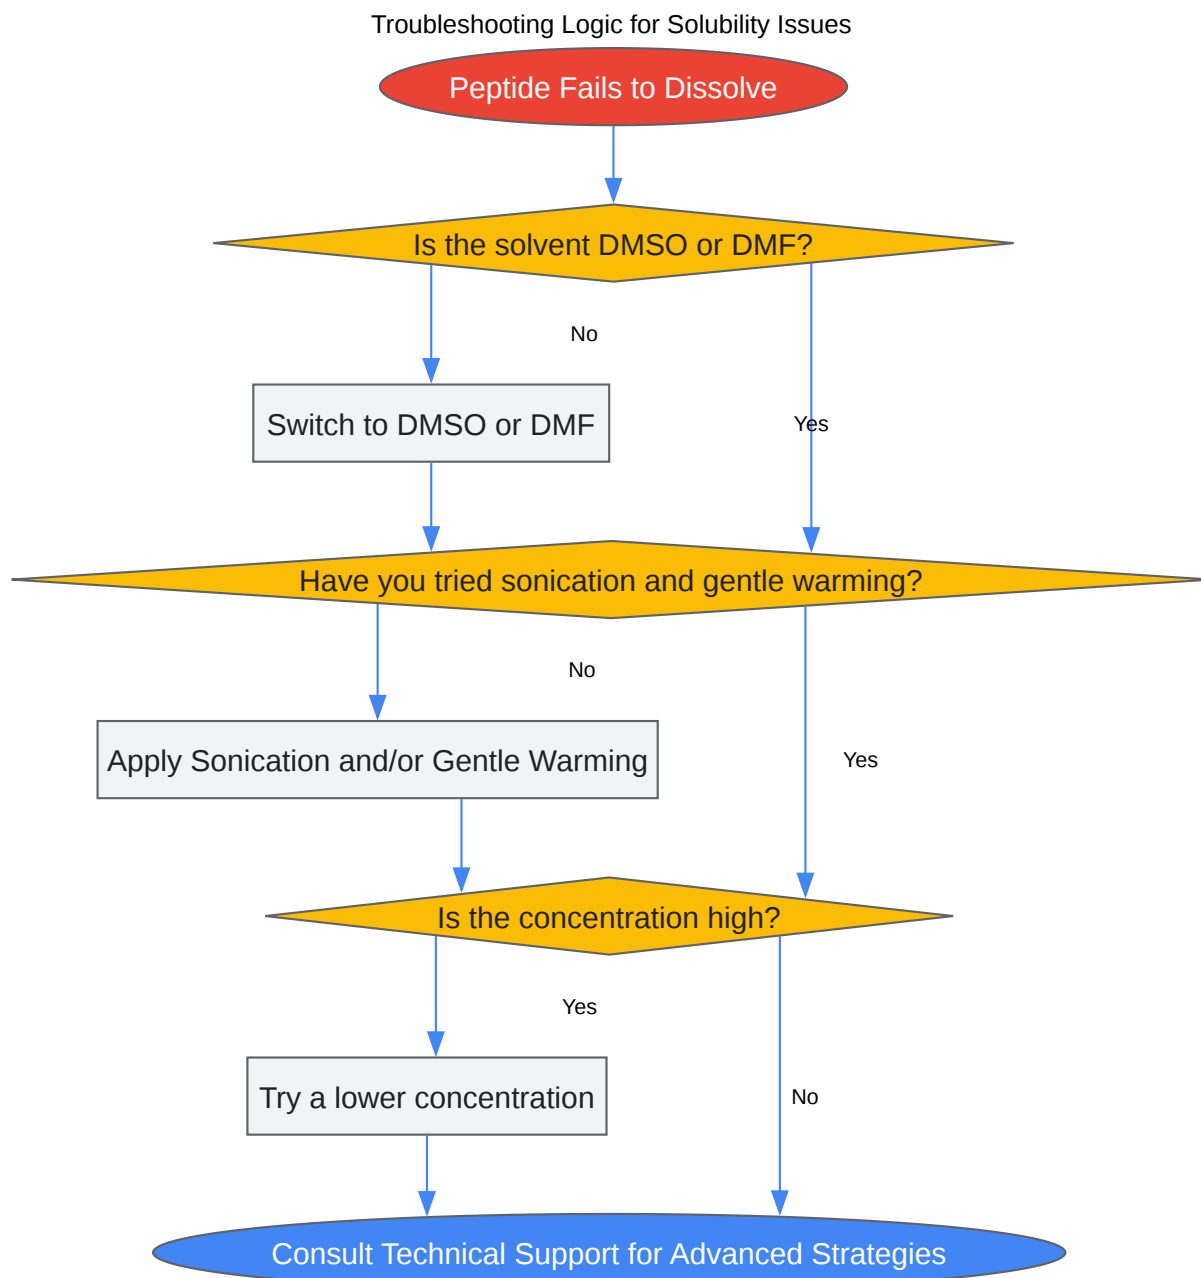 Troubleshooting Logic for Solubility Issues
Peptide Fails to Dissolve
Is the solvent DMSO or DMF?
No
Switch to DMSO or DMF
Yes
Have you tried sonication and gentle warming?
No
Apply Sonication and/or Gentle Warming
Yes
Is the concentration high?
Yes
Try a lower concentration
No
Consult Technical Support for Advanced Strategies